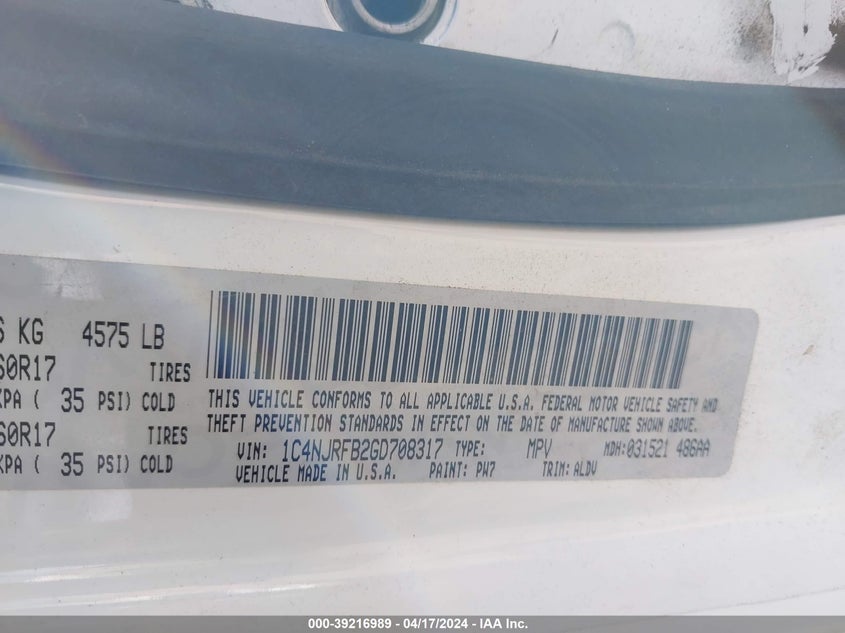 S KG 4575 LB
60R17 TIRES
KPA ( 35 PSI) COLD
60R17 TIRES
KPA ( 35 PSI) COLD
THIS VEHICLE CONFORMS TO ALL APPLICABLE U.S.A. FEDERAL MOTOR VEHICLE SAFETY AND
THEFT PREVENTION STANDARDS IN EFFECT ON THE DATE OF MANUFACTURE SHOWN ABOVE.
VIN: 1C4NJRFB2GD708317 TYPE: MPV MDH: 031521 486AA
VEHICLE MADE IN U.S.A. PAINT: PW7 TRIM: ALDV
000-39216989 - 04/17/2024 - IAA Inc.